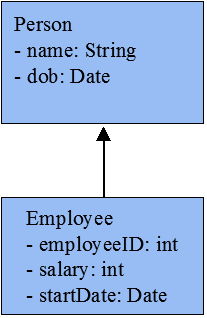 Person
- name: String
- dob: Date
Employee
- employeeID: int
- salary: int
- startDate: Date